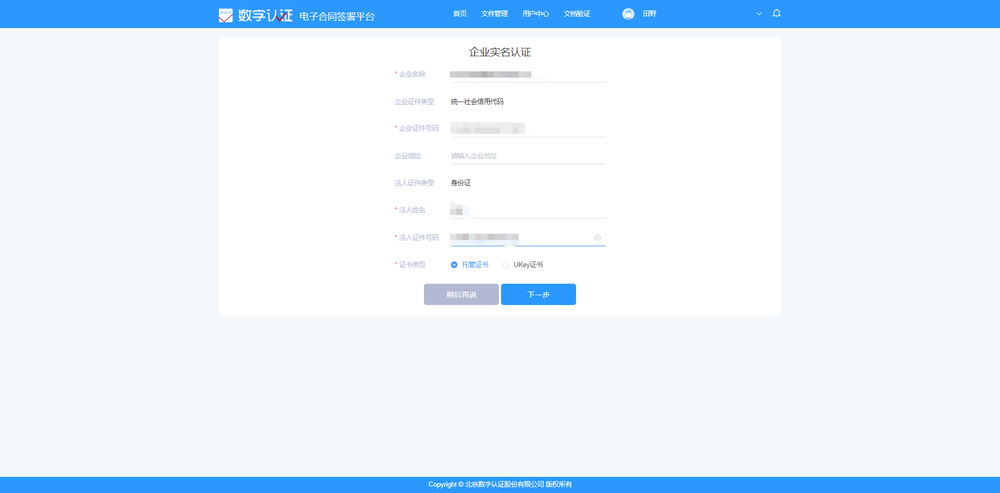 BJCA 数字认证 电子合同签署平台 首页 文件管理 用户中心 文档验证 田野
企业实名认证
* 企业名称
企业证件类型 统一社会信用代码
* 企业证件号码
企业地址 请输入企业地址
法人证件类型 身份证
* 法人姓名
* 法人证件号码
* 证书类型 托管证书 UKey证书
稍后再说 下一步
Copyright © 北京数字认证股份有限公司 版权所有